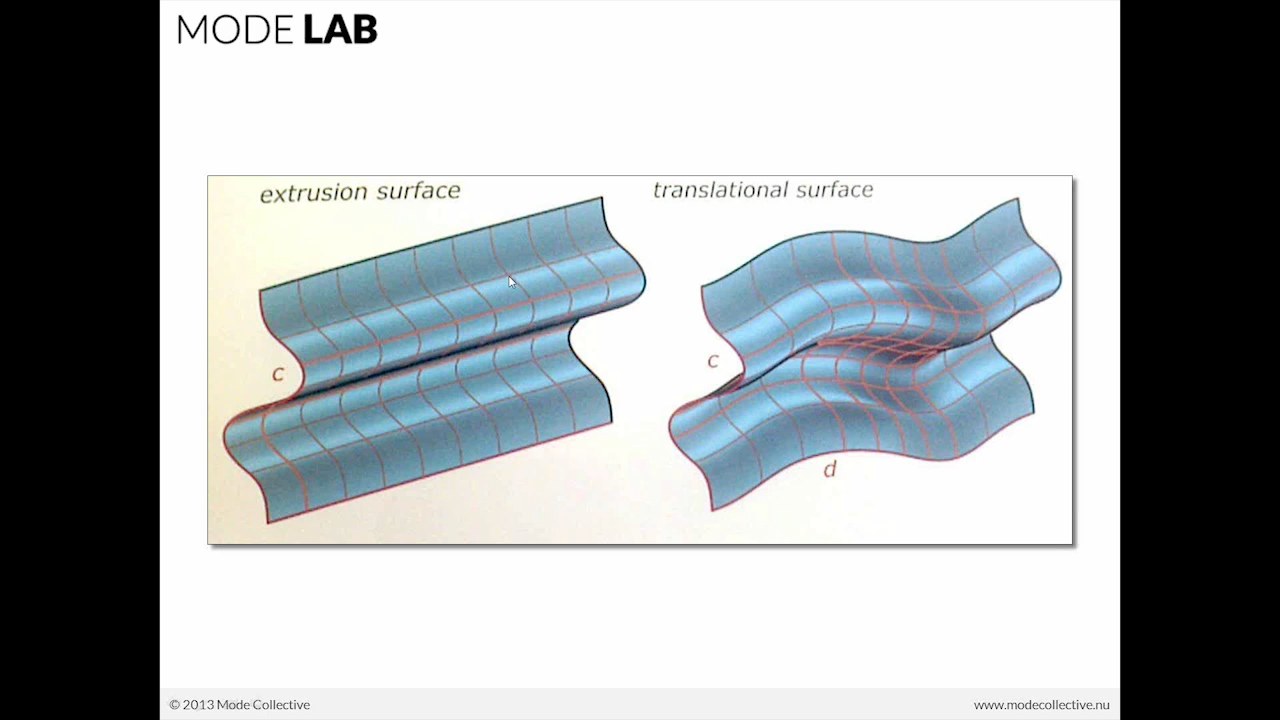 MODE LAB
extrusion surface
translational surface
c
c
d
© 2013 Mode Collective
www.modecollective.nu